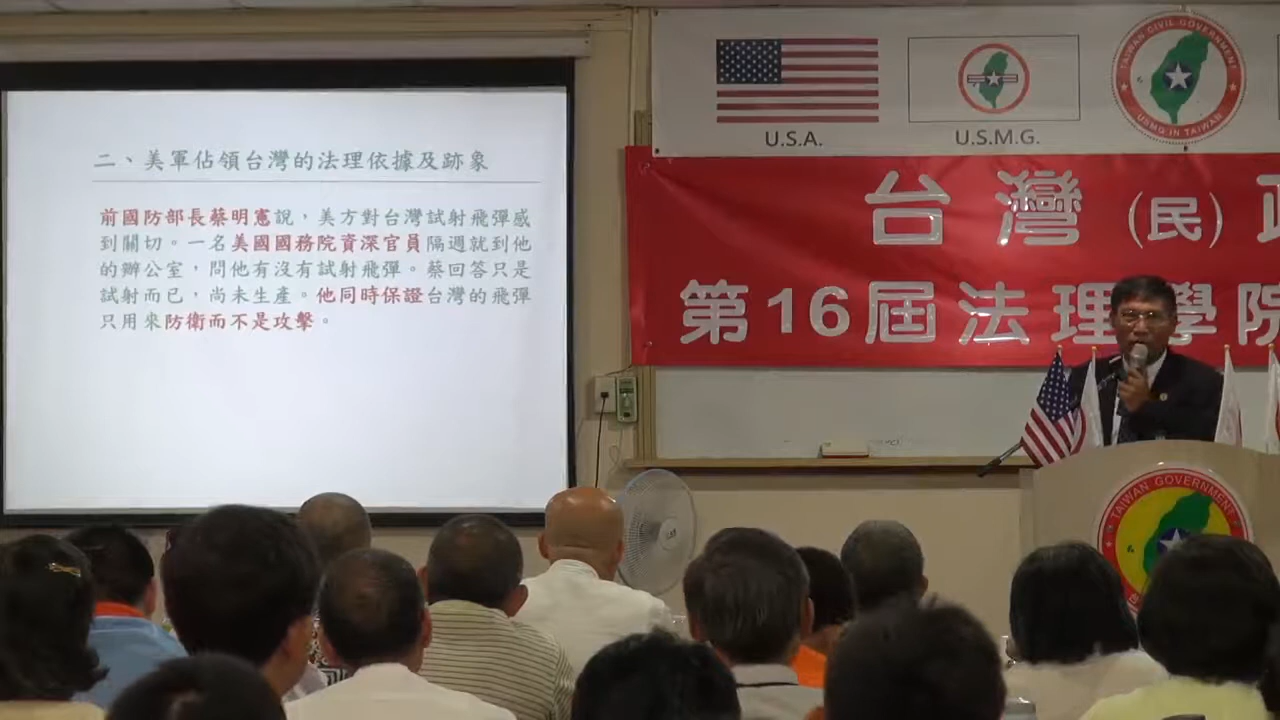 二、美軍佔領台灣的法理依據及跡象
前國防部長蔡明憲說，美方對台灣試射飛彈感
到關切。一名美國國務院資深官員隔週就到他
的辦公室，問他有沒有試射飛彈。蔡回答只是
試射而已，尚未生產。他同時保證台灣的飛彈
只用來防衛而不是攻擊。
U.S.A.
U.S.M.G.
TAIWAN CIVIL GOVERNMENT
USMG IN TAIWAN
台灣(民)政
第16屆法理學院
TAIWAN GOVERNMENT